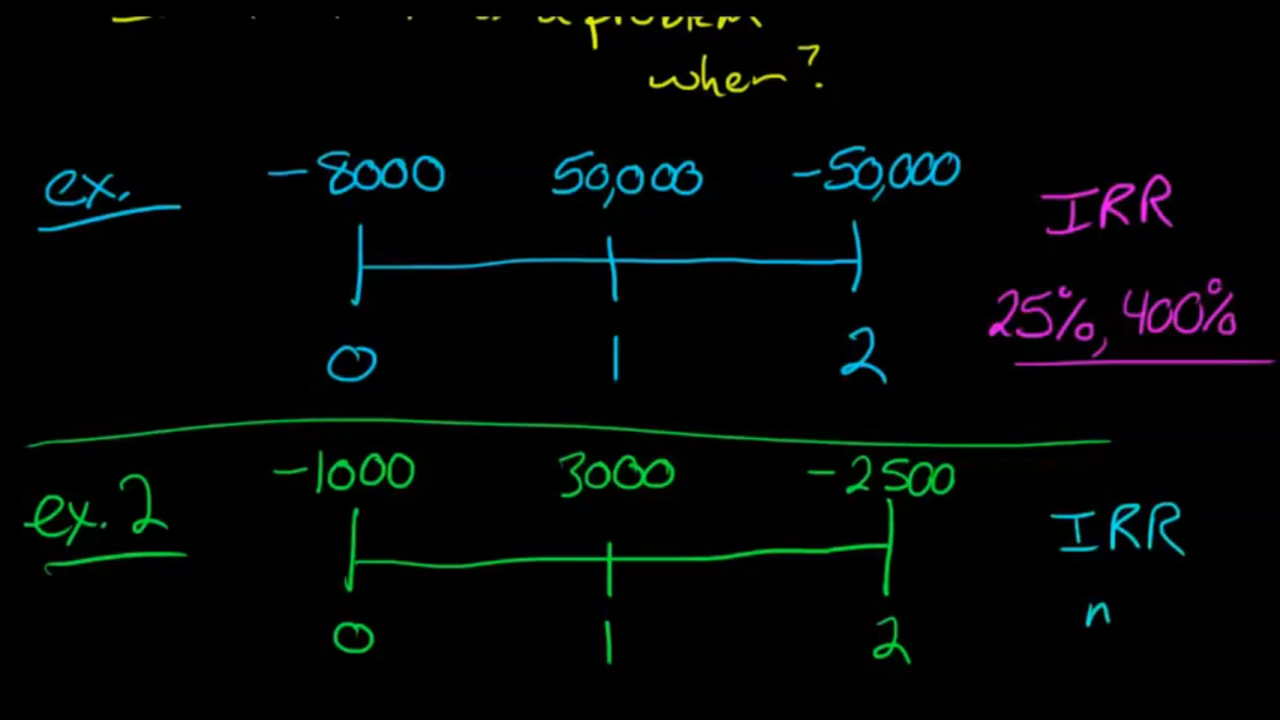 a problem
when?
ex. -8000 50,000 -50,000 IRR
25%, 400%
0 1 2
ex. 2 -1000 3000 -2500 IRR
n
0 1 2